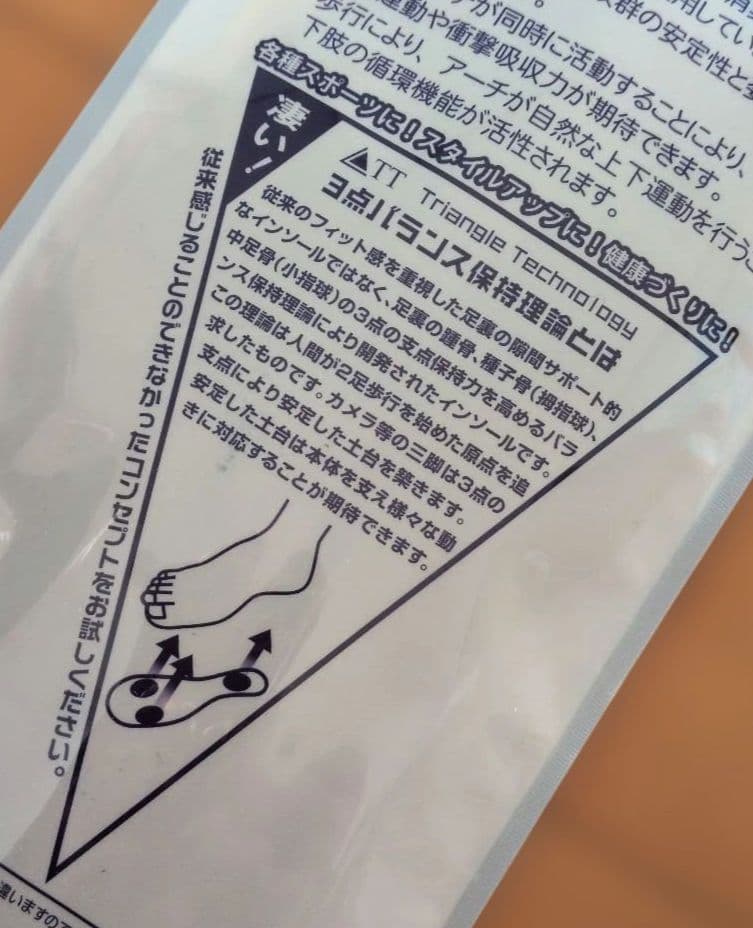 群の安定性と
が同時に活動することにより、
運動や衝撃吸収力が期待できます。
歩行により、アーチが自然な上下運動を行う
下肢の循環機能が活性されます。
各種スポーツに！スタイルアップに！健康づくりに！
凄い！
TT Triangle Technology
3点バランス保持理論とは
従来のフィット感を重視した足裏の隙間サポート的
なインソールではなく、足裏の踵骨、種子骨(拇指球)、
中足骨(小指球)の3点の支点保持力を高めるバラ
ンス保持理論により開発されたインソールです。
この理論は人間が2足歩行を始めた原点を追
求したものです。カメラ等の三脚は3点の
支点により安定した土台を築きます。
安定した土台は本体を支え様々な動
きに対応することが期待できます。
従来感じることのできなかったコンセプトをお試しください。
違いますので